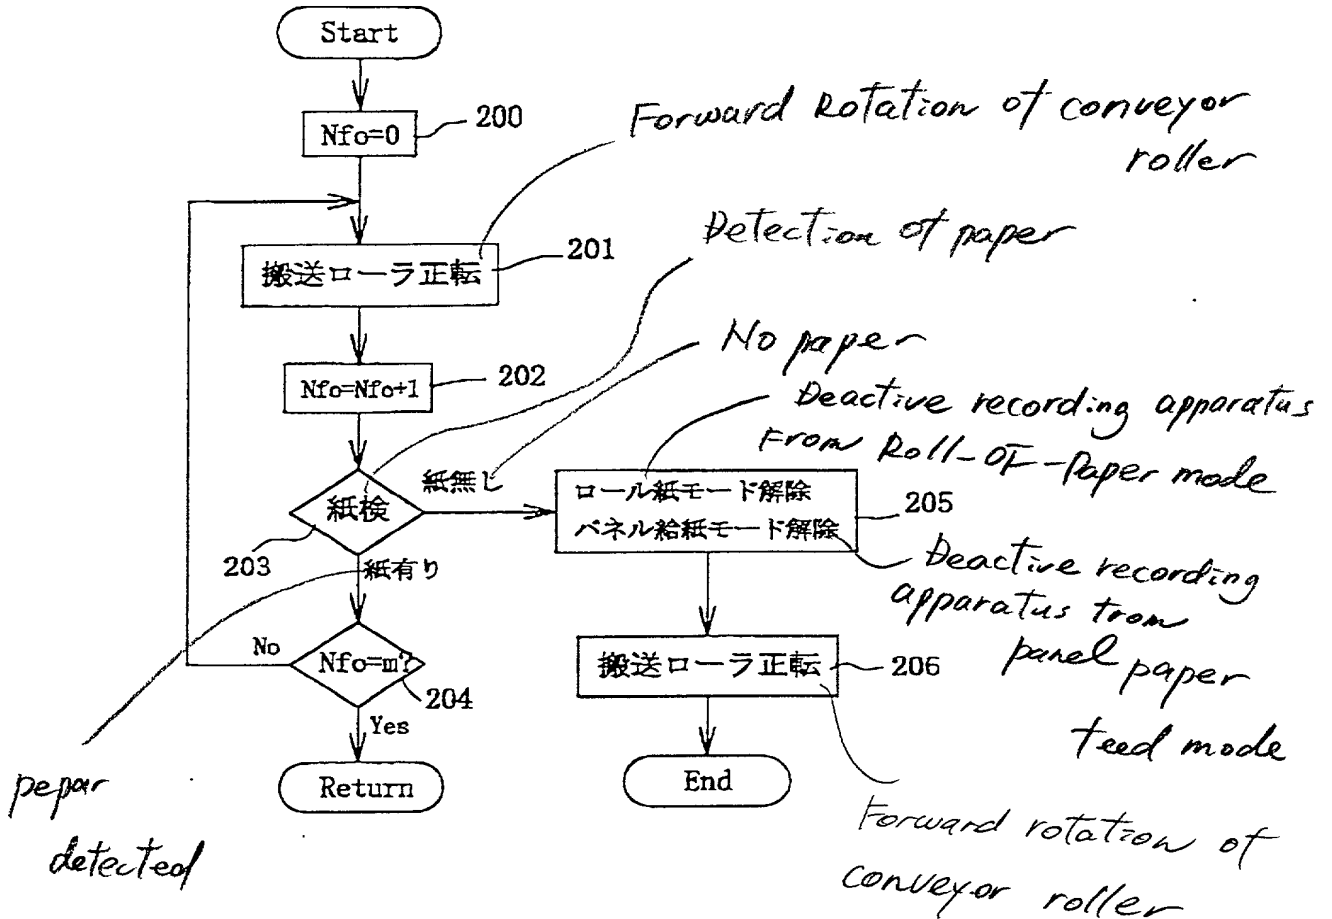 Start
Nfo=0
200
Forward Rotation of conveyor
roller
搬送ローラ正転
201
Detection of paper
Nfo=Nfo+1
202
No paper
Deactive recording apparatus
From Roll-OF-Paper mode
紙検
203
紙無し
ロール紙モード解除
パネル給紙モード解除
205
紙有り
Deactive recording
apparatus from
panel paper
feed mode
Nfo=m?
204
No
Yes
搬送ローラ正転
206
Return
End
pepar
detected
Forward rotation of
conveyor roller